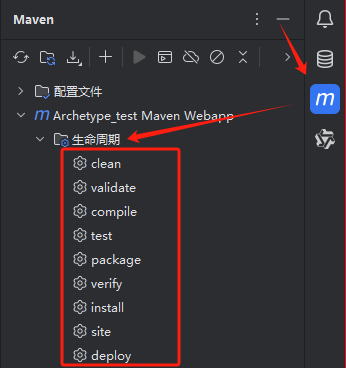 Maven
配置文件
m Archetype_test Maven Webapp
生命周期
clean
validate
compile
test
package
verify
install
site
deploy
m